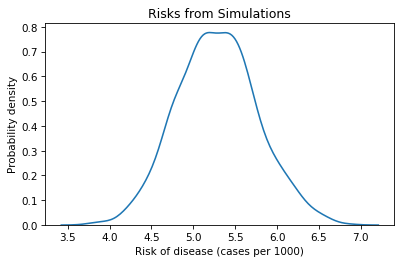 Risks from Simulations
Probability density
0.8
0.7
0.6
0.5
0.4
0.3
0.2
0.1
0.0
3.5 4.0 4.5 5.0 5.5 6.0 6.5 7.0
Risk of disease (cases per 1000)